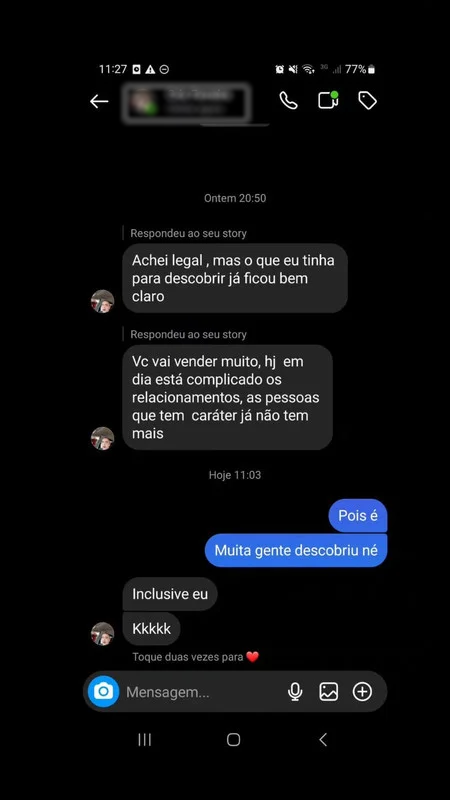 11:27
3G
77%
Ontem 20:50
Respondeu ao seu story
Achei legal , mas o que eu tinha
para descobrir já ficou bem
claro
Respondeu ao seu story
Vc vai vender muito, hj em
dia está complicado os
relacionamentos, as pessoas
que tem caráter já não tem
mais
Hoje 11:03
Pois é
Muita gente descobriu né
Inclusive eu
Kkkkk
Toque duas vezes para ❤️
Mensagem...